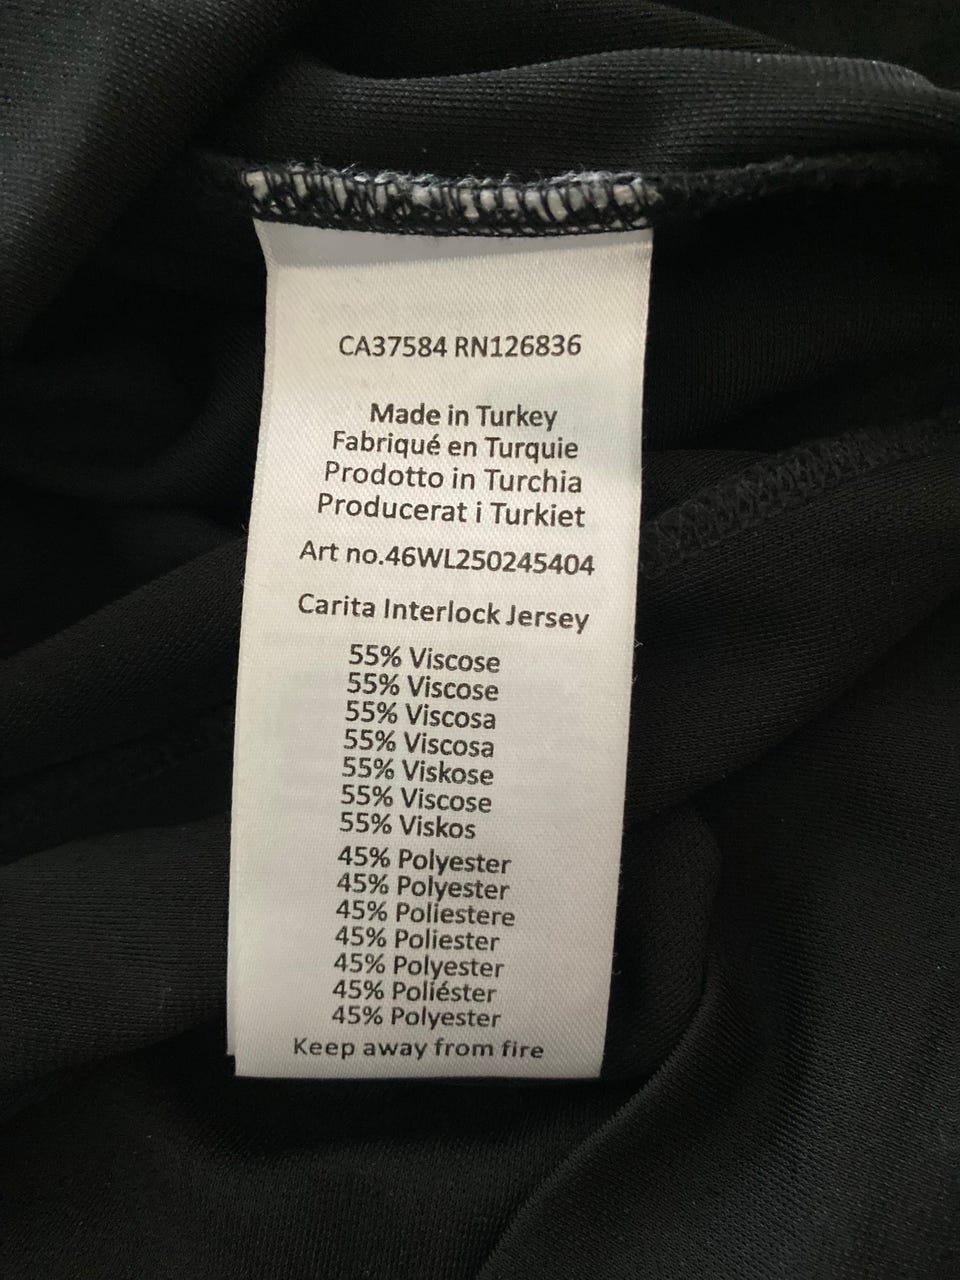 CA37584 RN126836
Made in Turkey
Fabriqué en Turquie
Prodotto in Turchia
Producerat i Turkiet
Art no.46WL250245404
Carita Interlock Jersey
55% Viscose
55% Viscose
55% Viscosa
55% Viscosa
55% Viskose
55% Viscose
55% Viskos
45% Polyester
45% Polyester
45% Poliestere
45% Poliester
45% Polyester
45% Poliéster
45% Polyester
Keep away from fire